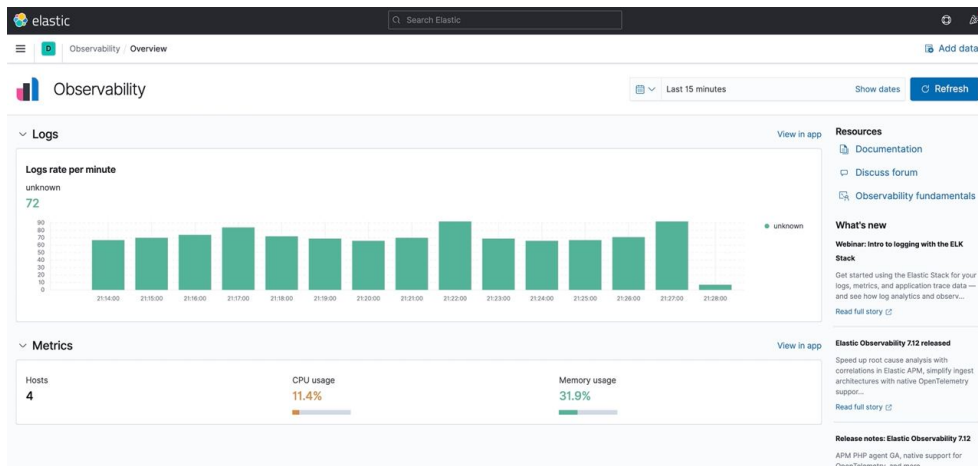 elastic
Search Elastic
D
Observability / Overview
Add data
Observability
Last 15 minutes
Show dates
Refresh
Logs
View in app
Logs rate per minute
unknown
72
90
80
70
60
50
40
30
20
10
0
21:14:00 21:15:00 21:16:00 21:17:00 21:18:00 21:19:00 21:20:00 21:21:00 21:22:00 21:23:00 21:24:00 21:25:00 21:26:00 21:27:00 21:28:00
unknown
Metrics
View in app
Hosts
4
CPU usage
11.4%
Memory usage
31.9%
Resources
Documentation
Discuss forum
Observability fundamentals
What's new
Webinar: Intro to logging with the ELK
Stack
Get started using the Elastic Stack for your
logs, metrics, and application trace data —
and see how log analytics and observ...
Read full story
Elastic Observability 7.12 released
Speed up root cause analysis with
correlations in Elastic APM, simplify ingest
architectures with native OpenTelemetry
suppor...
Read full story
Release notes: Elastic Observability 7.12
APM PHP agent GA, native support for
OpenTelemetry, and more